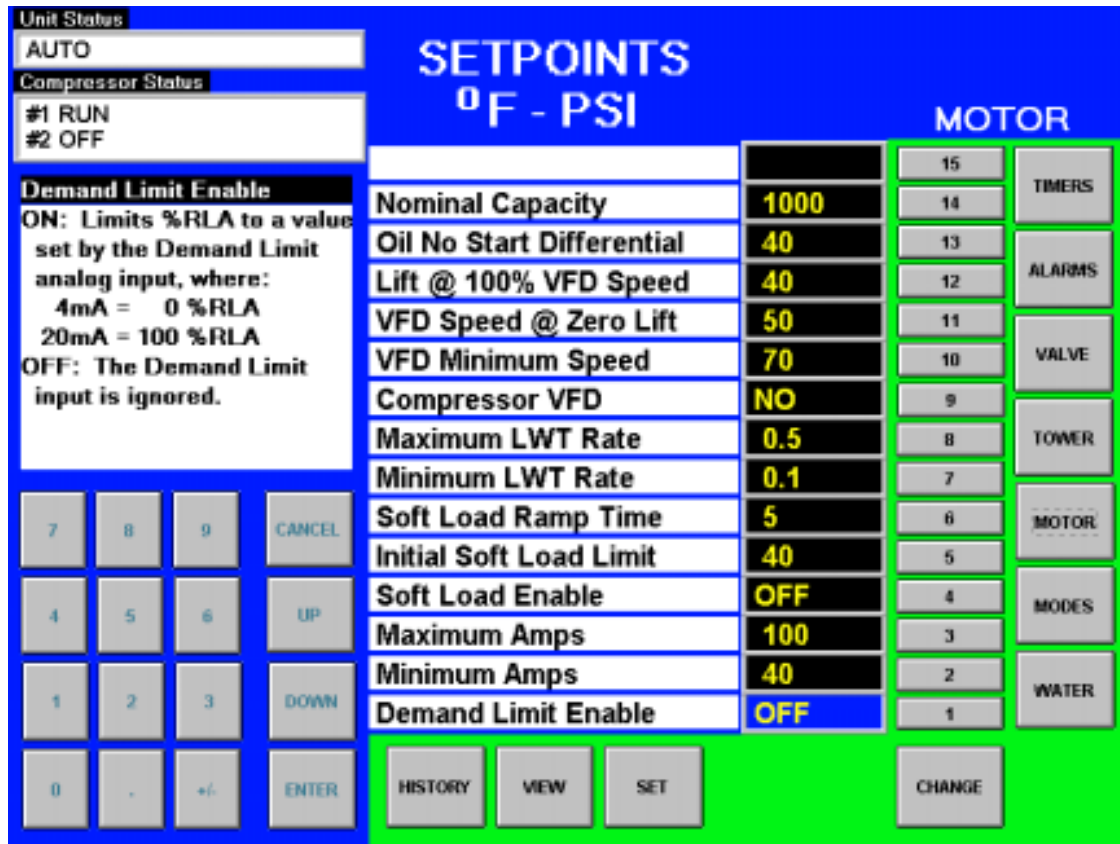 Unit Status
AUTO
Compressor Status
#1 RUN
#2 OFF
SETPOINTS
⁰F - PSI
MOTOR
Demand Limit Enable
ON: Limits %RLA to a value
set by the Demand Limit
analog input, where:
4mA = 0 %RLA
20mA = 100 %RLA
OFF: The Demand Limit
input is ignored.
15
Nominal Capacity 1000 14
Oil No Start Differential 40 13
Lift @ 100% VFD Speed 40 12
VFD Speed @ Zero Lift 50 11
VFD Minimum Speed 70 10
Compressor VFD NO 9
Maximum LWT Rate 0.5 8
Minimum LWT Rate 0.1 7
Soft Load Ramp Time 5 6
Initial Soft Load Limit 40 5
Soft Load Enable OFF 4
Maximum Amps 100 3
Minimum Amps 40 2
Demand Limit Enable OFF 1
TIMERS
ALARMS
VALVE
TOWER
MOTOR
MODES
WATER
7 8 9 CANCEL
4 5 6 UP
1 2 3 DOWN
0 . +/- ENTER
HISTORY VIEW SET CHANGE